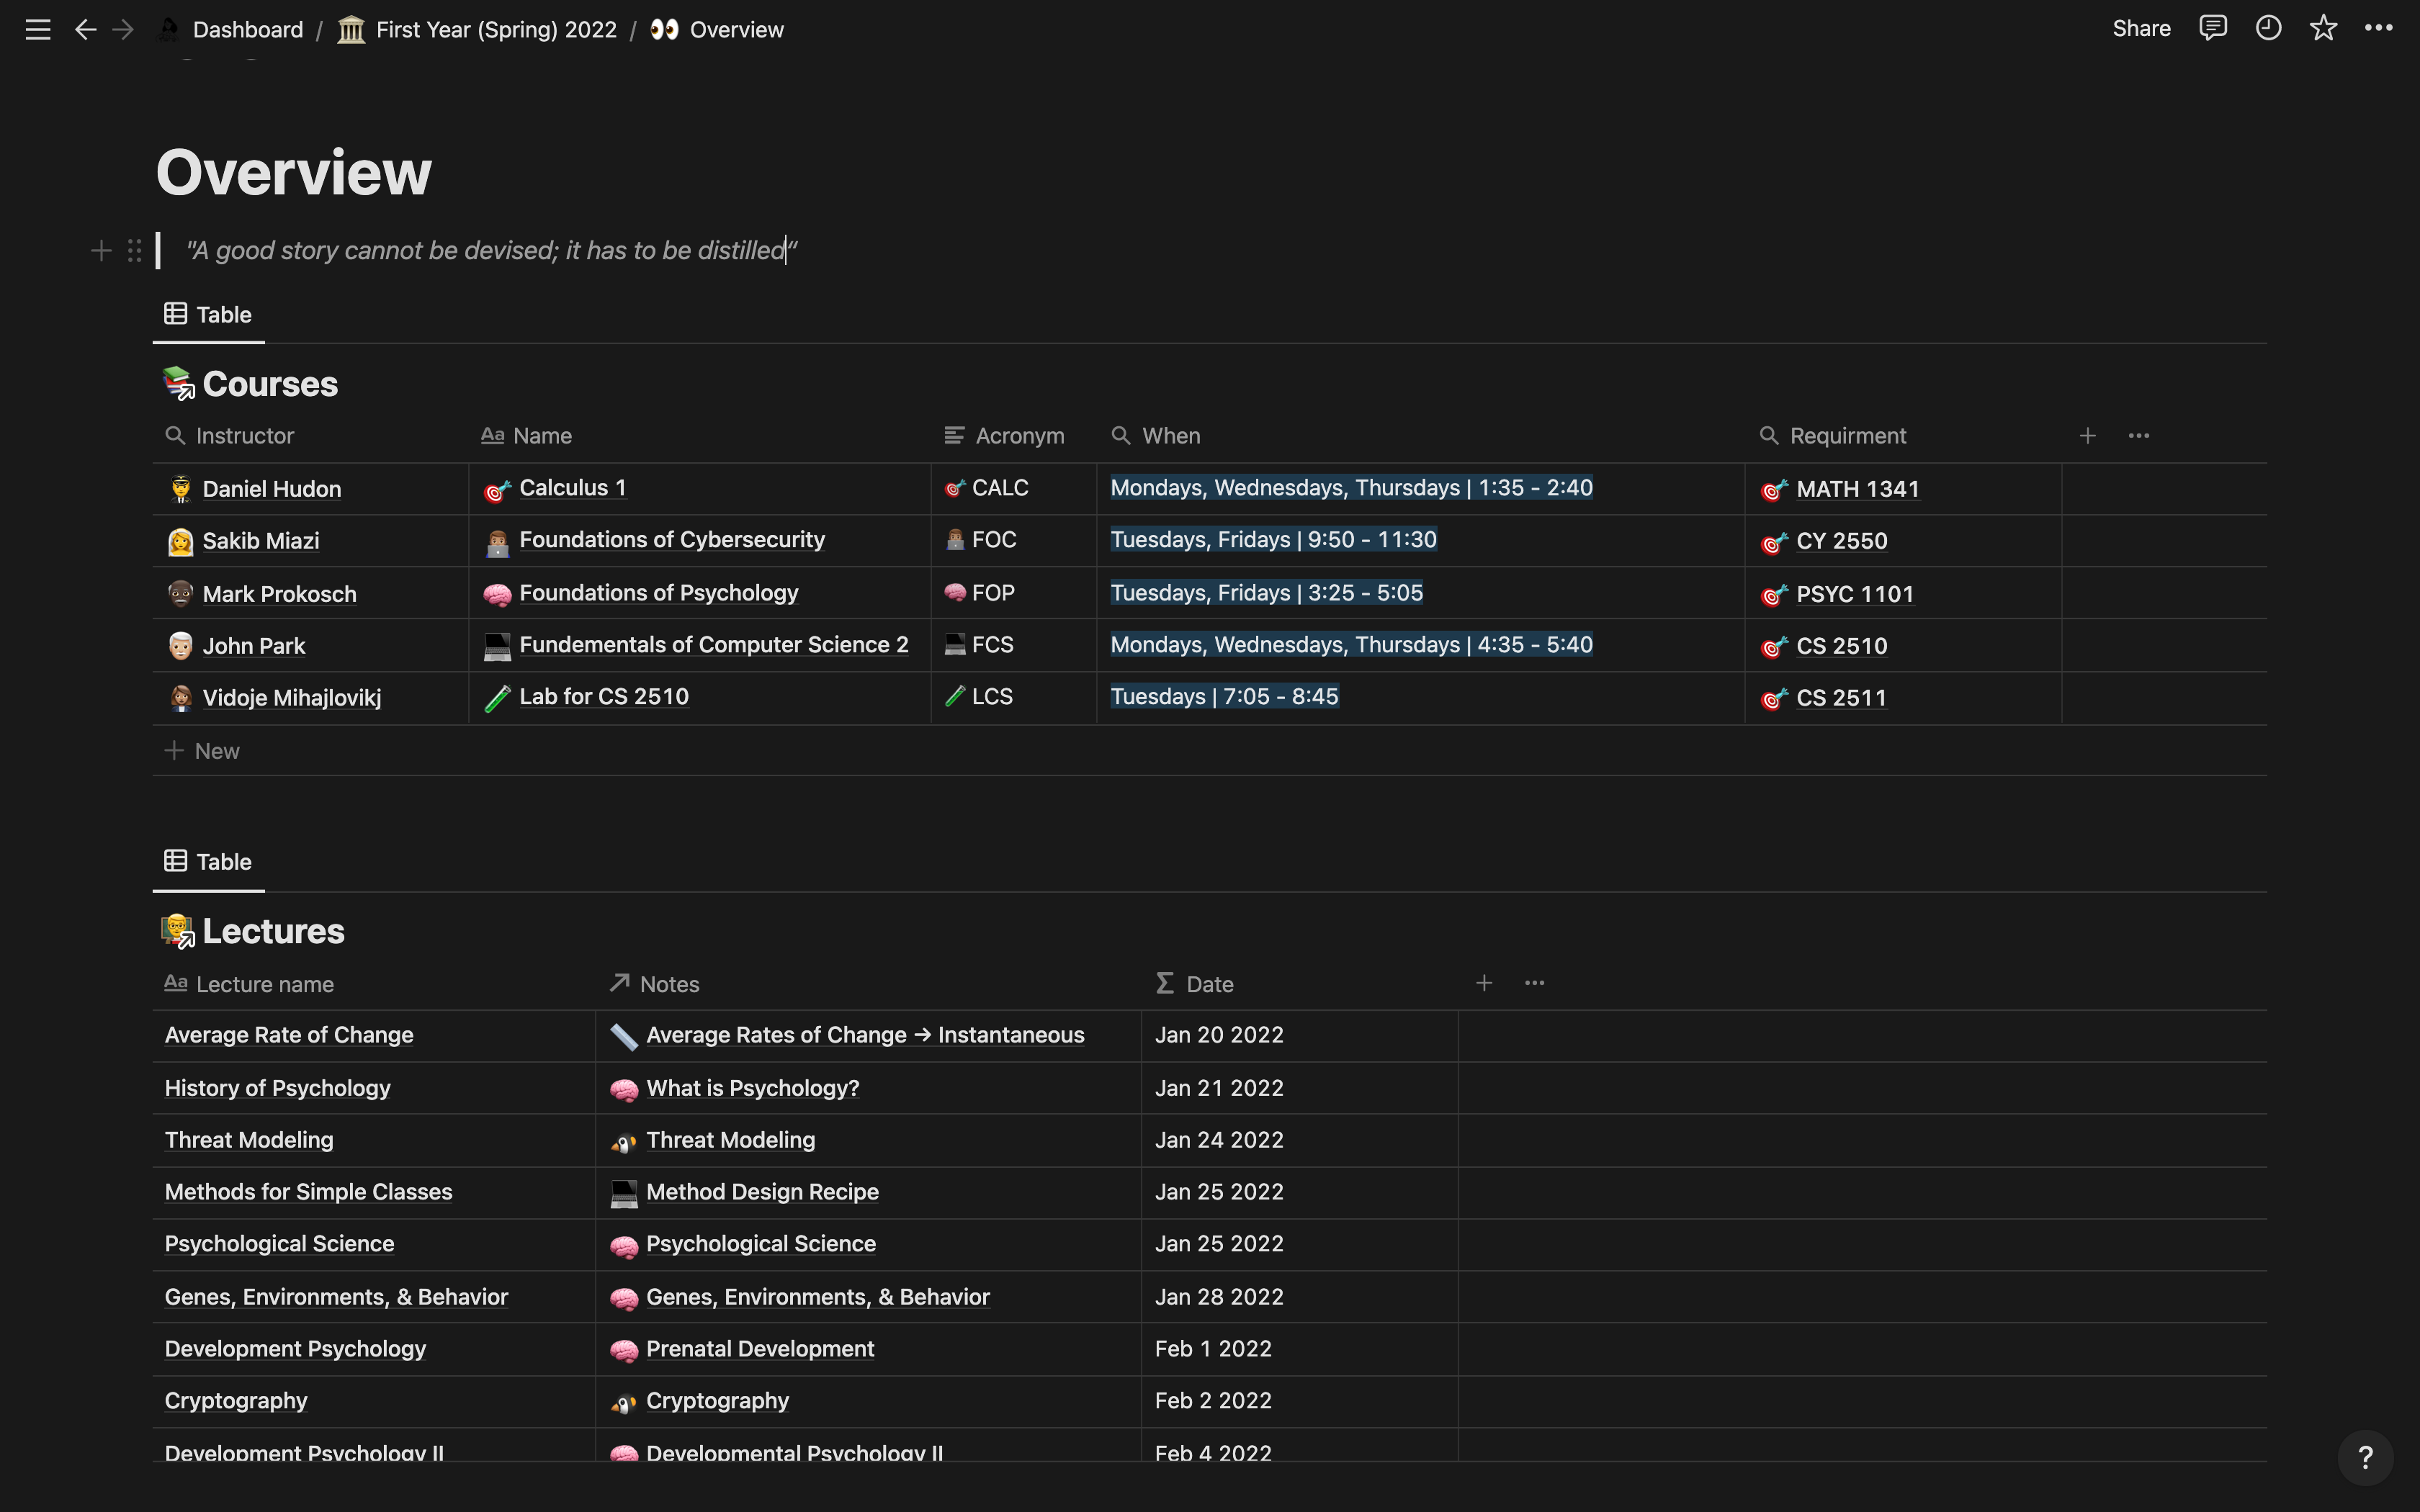 Dashboard / First Year (Spring) 2022 / Overview Share
Overview
"A good story cannot be devised; it has to be distilled“
Table
Courses
Instructor Aa Name Acronym When Requirment
Daniel Hudon Calculus 1 CALC Mondays, Wednesdays, Thursdays | 1:35 - 2:40 MATH 1341
Sakib Miazi Foundations of Cybersecurity FOC Tuesdays, Fridays | 9:50 - 11:30 CY 2550
Mark Prokosch Foundations of Psychology FOP Tuesdays, Fridays | 3:25 - 5:05 PSYC 1101
John Park Fundementals of Computer Science 2 FCS Mondays, Wednesdays, Thursdays | 4:35 - 5:40 CS 2510
Vidoje Mihajlovikj Lab for CS 2510 LCS Tuesdays | 7:05 - 8:45 CS 2511
+ New
Table
Lectures
Aa Lecture name Notes Σ Date
Average Rate of Change Average Rates of Change → Instantaneous Jan 20 2022
History of Psychology What is Psychology? Jan 21 2022
Threat Modeling Threat Modeling Jan 24 2022
Methods for Simple Classes Method Design Recipe Jan 25 2022
Psychological Science Psychological Science Jan 25 2022
Genes, Environments, & Behavior Genes, Environments, & Behavior Jan 28 2022
Development Psychology Prenatal Development Feb 1 2022
Cryptography Cryptography Feb 2 2022
Development Psychology II Developmental Psychology II Feb 4 2022
?